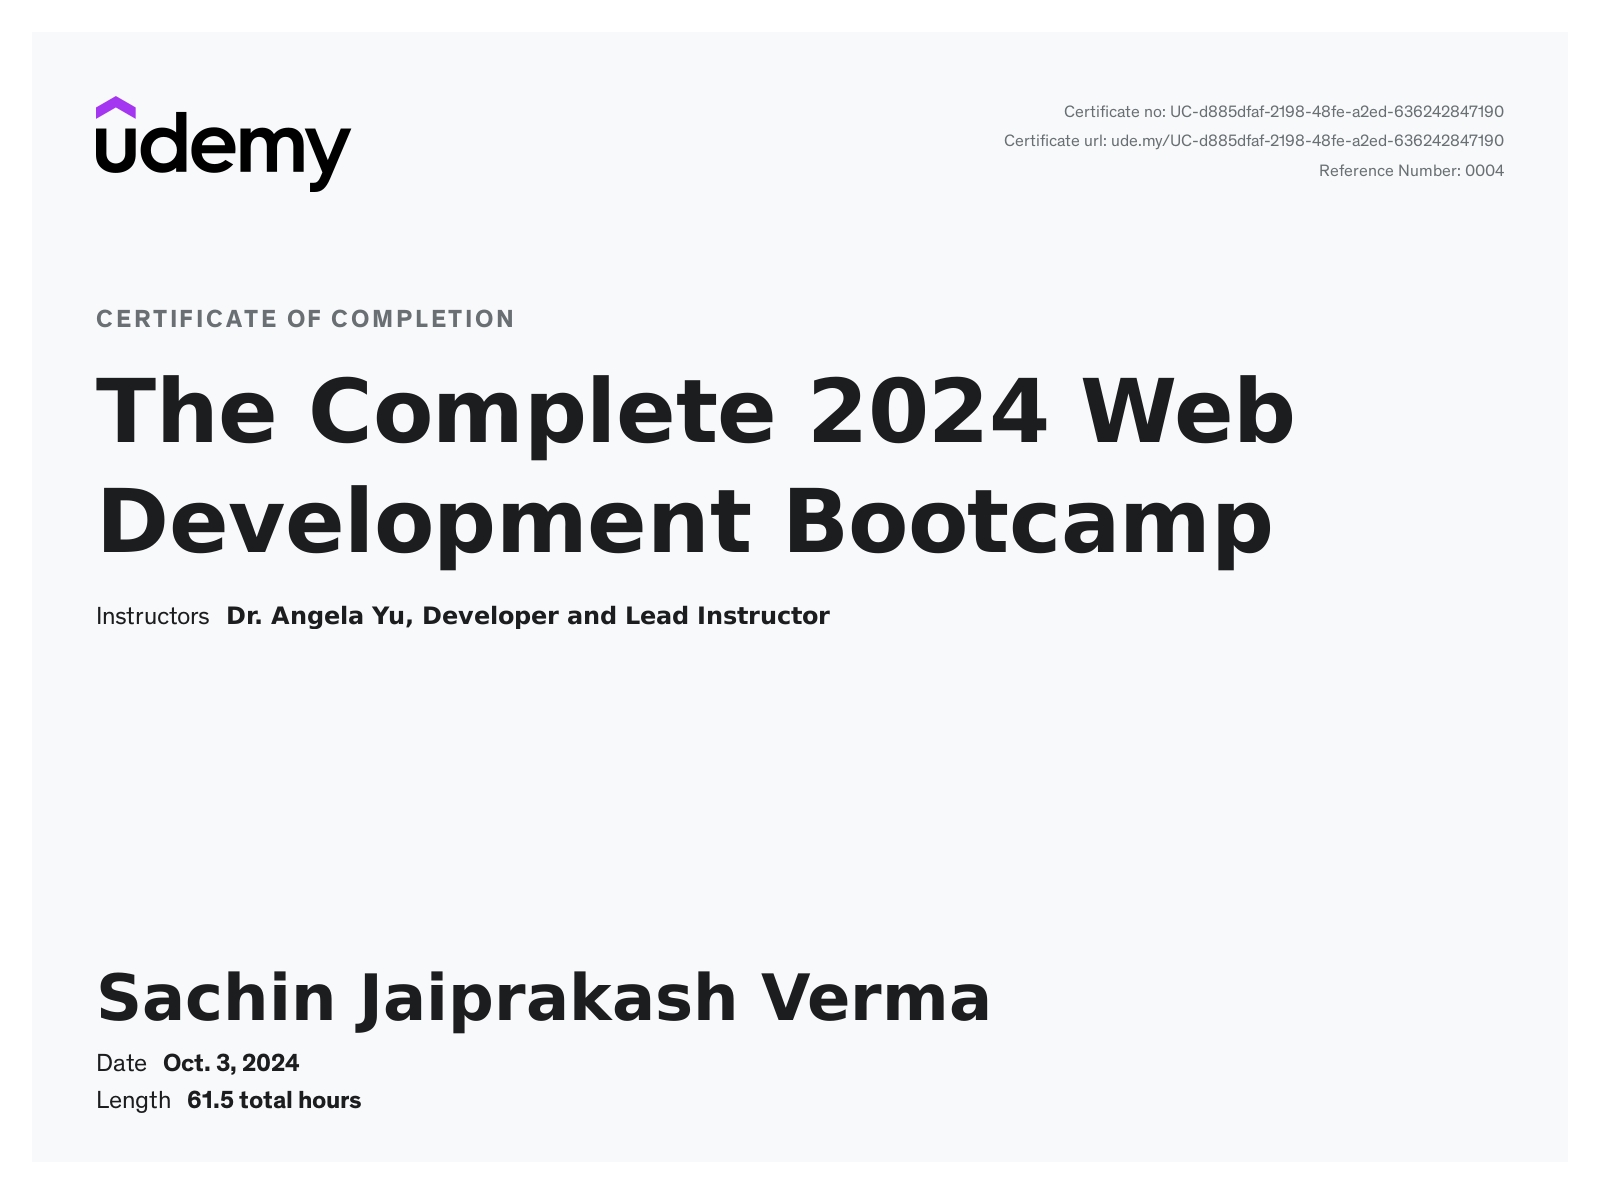 udemy
Certificate no: UC-d885dfaf-2198-48fe-a2ed-636242847190
Certificate url: ude.my/UC-d885dfaf-2198-48fe-a2ed-636242847190
Reference Number: 0004
CERTIFICATE OF COMPLETION
The Complete 2024 Web
Development Bootcamp
Instructors Dr. Angela Yu, Developer and Lead Instructor
Sachin Jaiprakash Verma
Date Oct. 3, 2024
Length 61.5 total hours